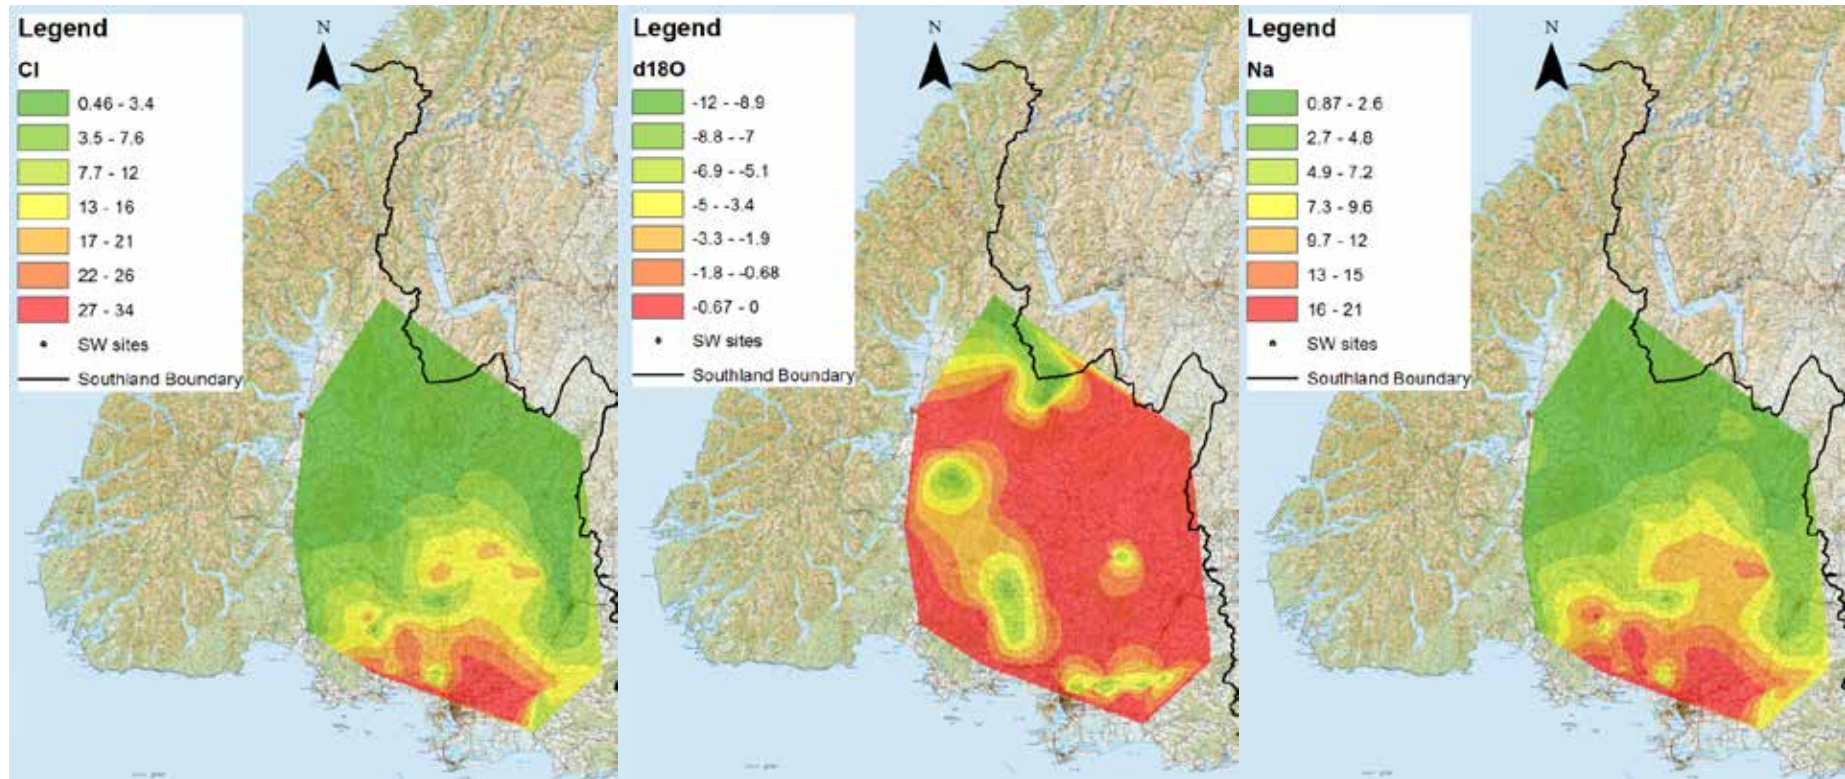 Legend
N
Cl
0.46 - 3.4
3.5 - 7.6
7.7 - 12
13 - 16
17 - 21
22 - 26
27 - 34
SW sites
Southland Boundary
Legend
N
d18O
-12 - -8.9
-8.8 - -7
-6.9 - -5.1
-5 - -3.4
-3.3 - -1.9
-1.8 - -0.68
-0.67 - 0
SW sites
Southland Boundary
Legend
N
Na
0.87 - 2.6
2.7 - 4.8
4.9 - 7.2
7.3 - 9.6
9.7 - 12
13 - 15
16 - 21
SW sites
Southland Boundary